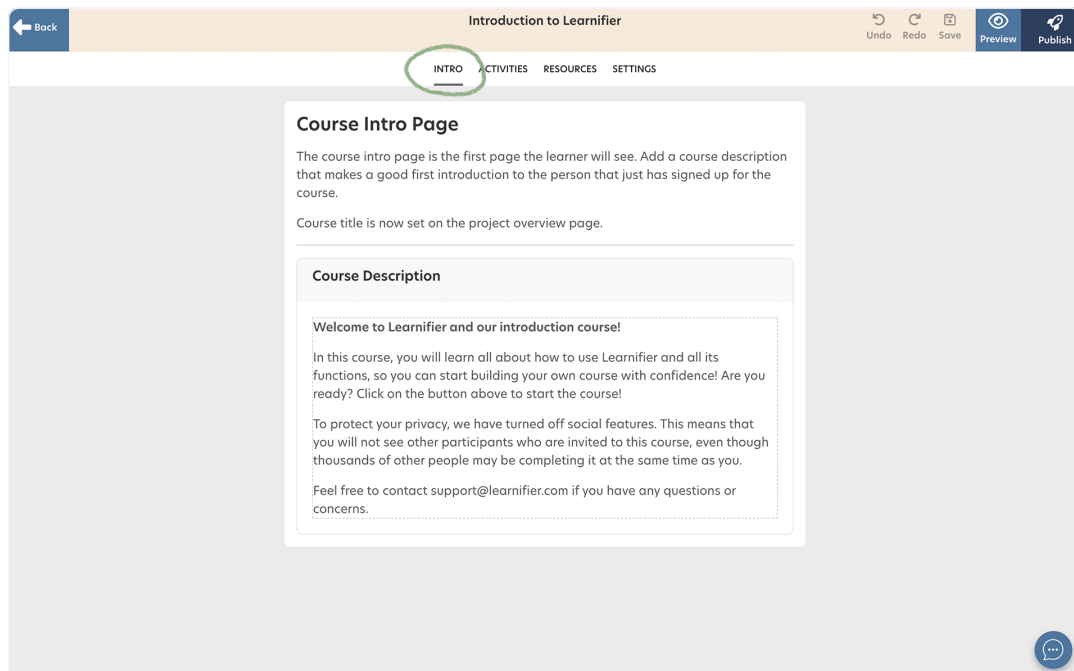 Back
Introduction to Learnifier
Undo
Redo
Save
Preview
Publish
INTRO
ACTIVITIES
RESOURCES
SETTINGS
Course Intro Page
The course intro page is the first page the learner will see. Add a course description
that makes a good first introduction to the person that just has signed up for the
course.
Course title is now set on the project overview page.
Course Description
Welcome to Learnifier and our introduction course!
In this course, you will learn all about how to use Learnifier and all its
functions, so you can start building your own course with confidence! Are you
ready? Click on the button above to start the course!
To protect your privacy, we have turned off social features. This means that
you will not see other participants who are invited to this course, even though
thousands of other people may be completing it at the same time as you.
Feel free to contact support@learnifier.com if you have any questions or
concerns.